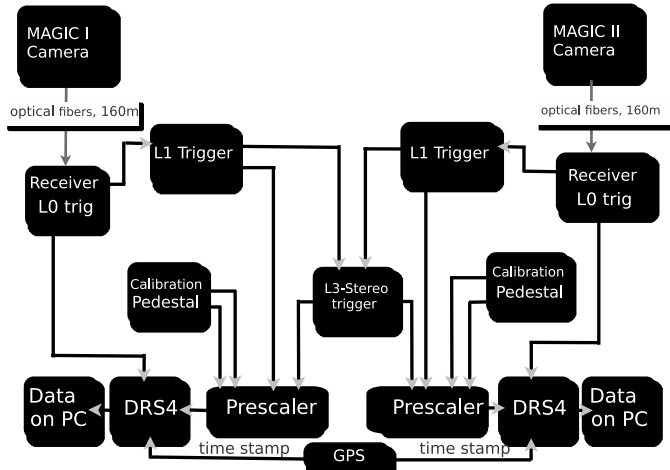 MAGIC I
Camera
MAGIC II
Camera
optical fibers, 160m
optical fibers, 160m
L1 Trigger
L1 Trigger
Receiver
L0 trig
Receiver
L0 trig
Calibration
Pedestal
L3-Stereo
trigger
Calibration
Pedestal
Data
on PC
DRS4
Prescaler
Prescaler
DRS4
Data
on PC
time stamp
GPS
time stamp